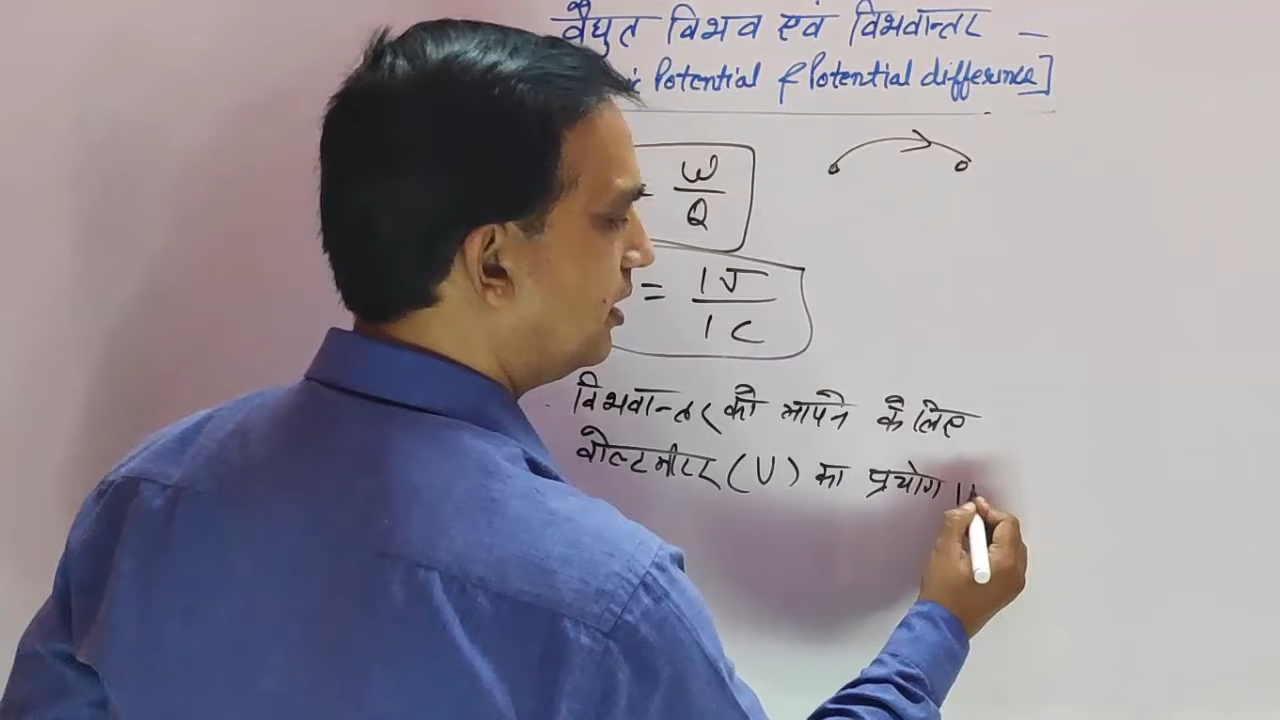 वैद्युत विभव एवं विभवान्तर –
Potential & Potential difference]
W
Q
= 1J
1C
विभवान्तर को मापने के लिए
वोल्टमीटर (V) का प्रयोग